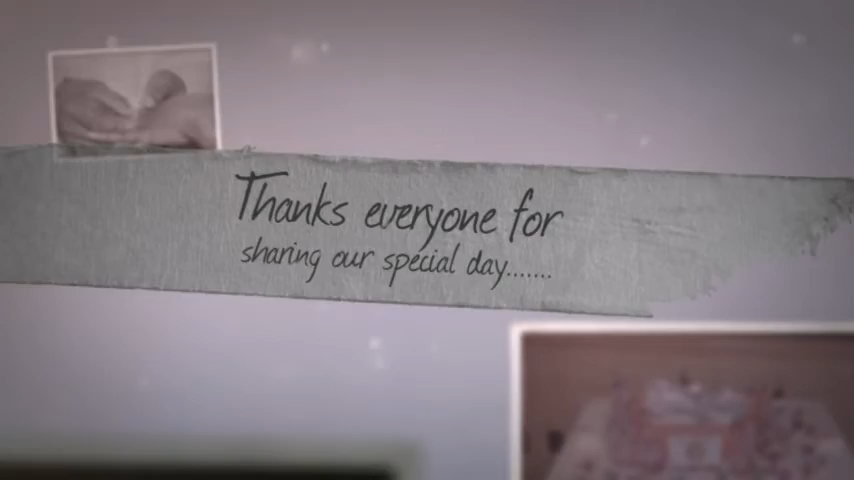 Thanks everyone for
sharing our special day.......